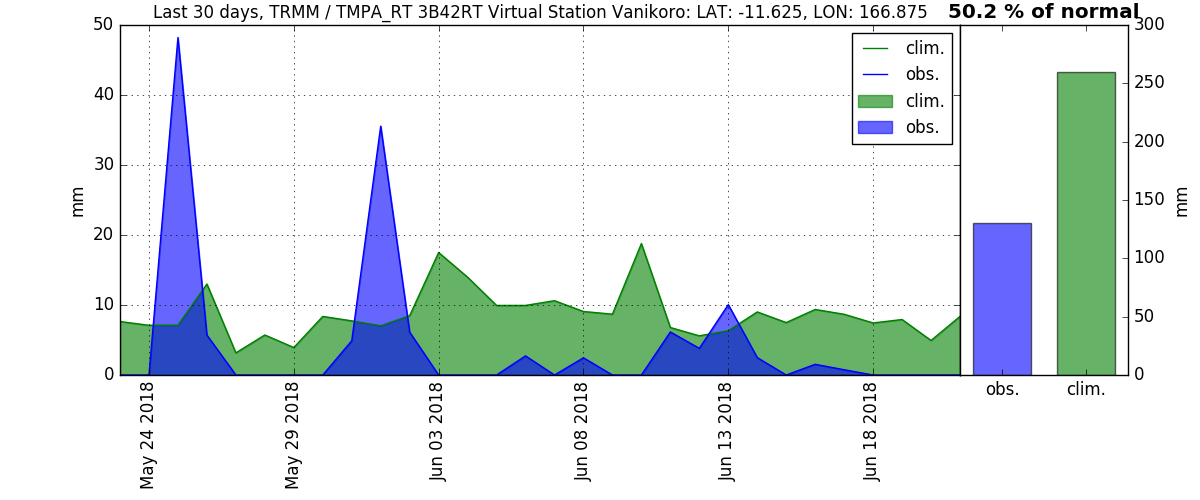 Last 30 days, TRMM / TMPA_RT 3B42RT Virtual Station Vanikoro: LAT: -11.625, LON: 166.875
50.2 % of normal
50
40
30
20
10
0
mm
clim.
obs.
clim.
obs.
May 24 2018
May 29 2018
Jun 03 2018
Jun 08 2018
Jun 13 2018
Jun 18 2018
300
250
200
150
100
50
0
mm
obs.
clim.